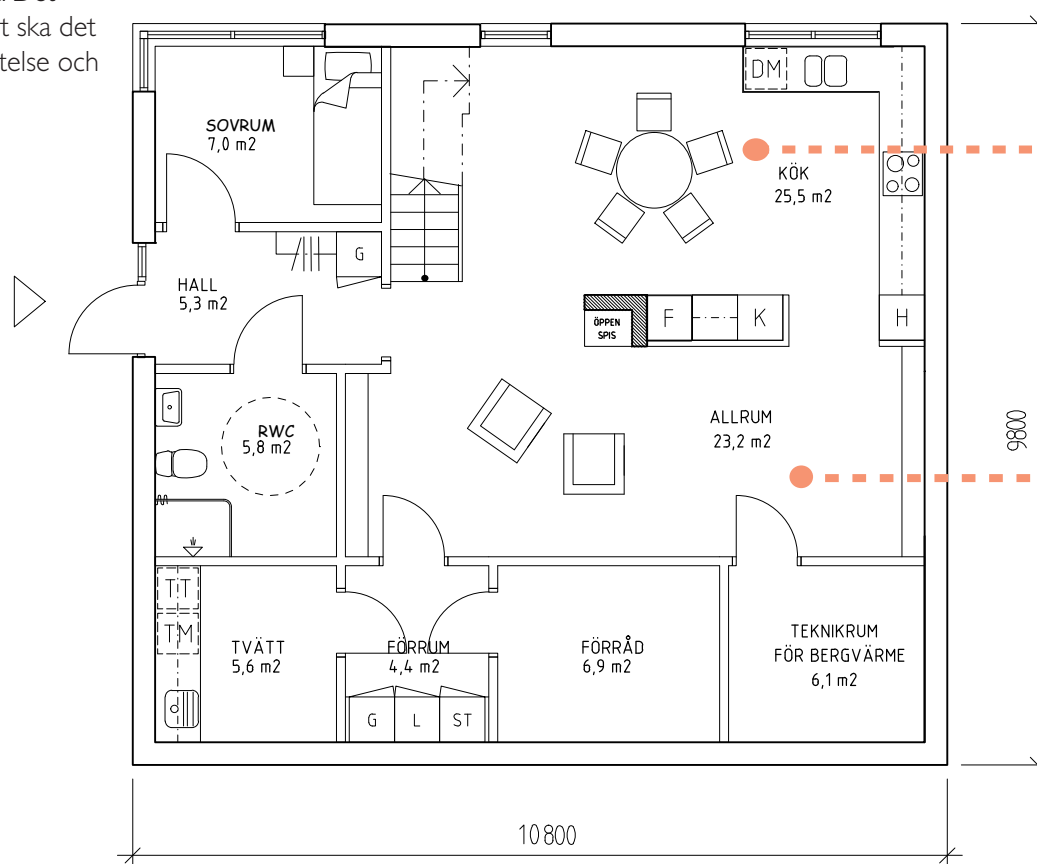 t ska det
telse och
DM
SOVRUM
7,0 m2
KÖK
25,5 m2
G
HALL
5,3 m2
ÖPPEN
SPIS
F
K
H
ALLRUM
23,2 m2
RWC
5,8 m2
9800
TT
TM
TVÄTT
5,6 m2
FÖRRUM
4,4 m2
FÖRRÅD
6,9 m2
TEKNIKRUM
FÖR BERGVÄRME
6,1 m2
G
L
ST
10800